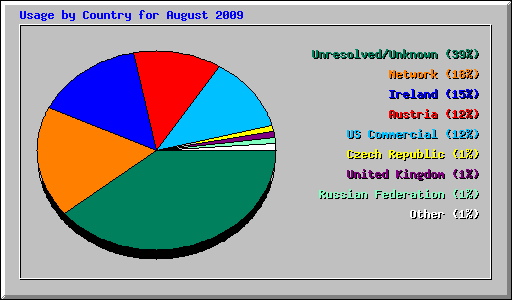 Usage by Country for August 2009
Unresolved/Unknown (39%)
Network (18%)
Ireland (15%)
Austria (12%)
US Commercial (12%)
Czech Republic (1%)
United Kingdom (1%)
Russian Federation (1%)
Other (1%)